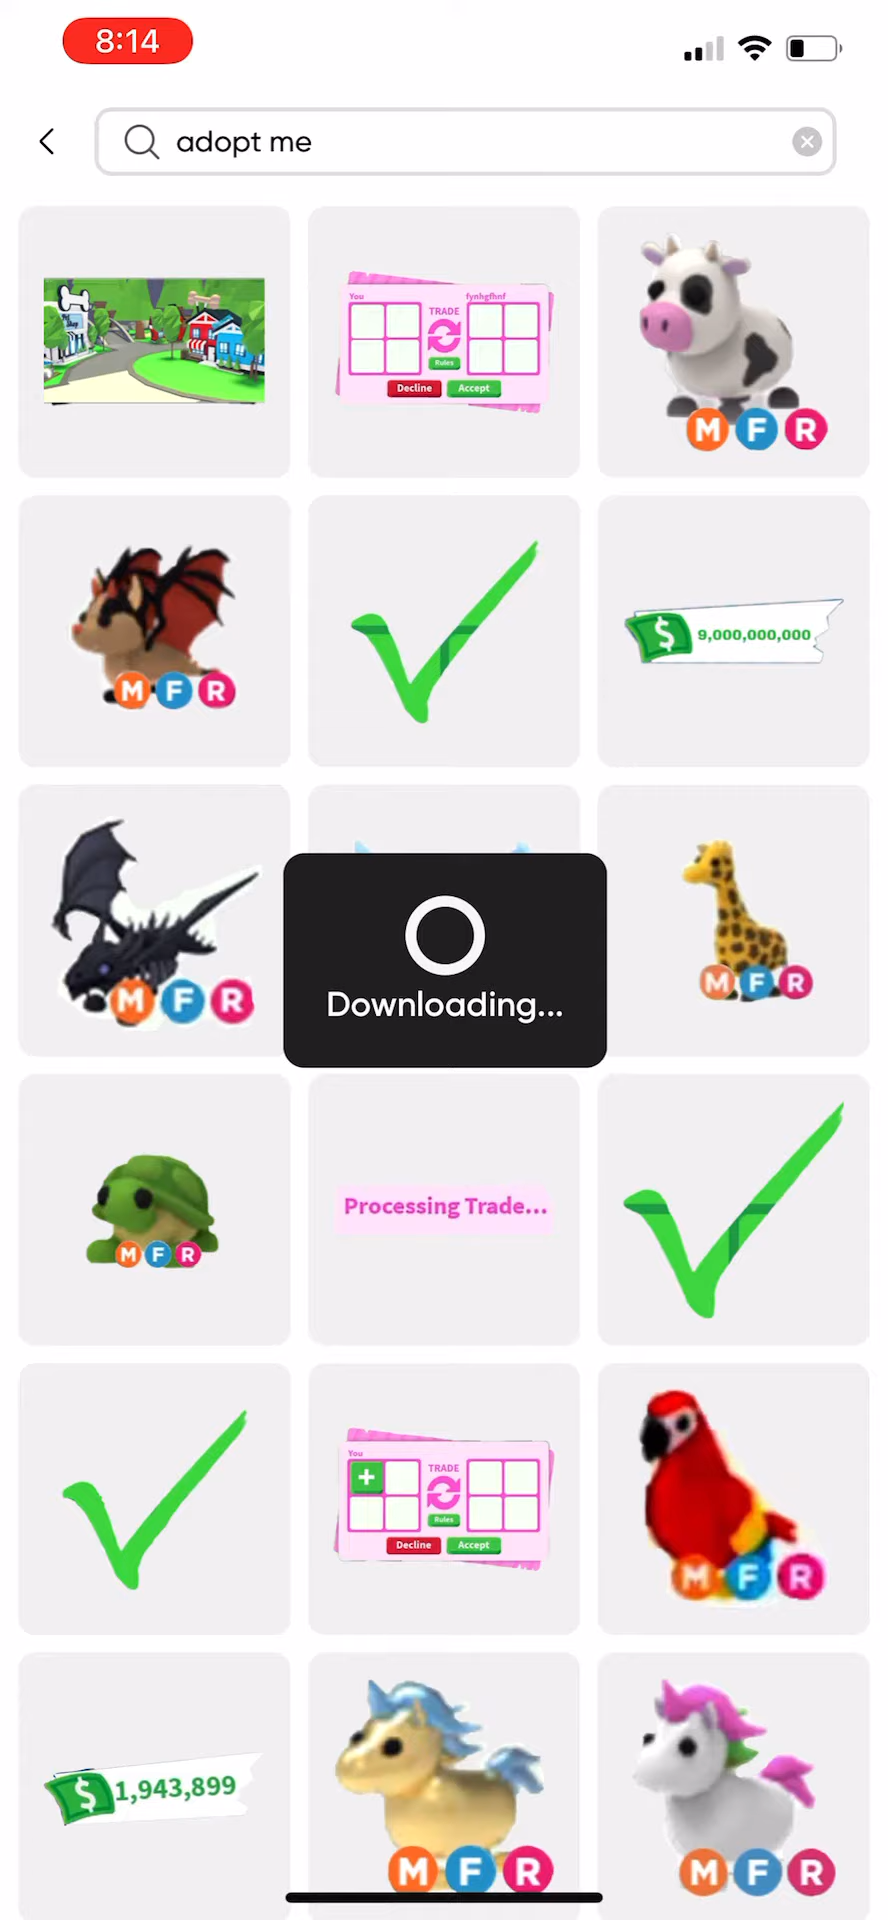 8:14
adopt me
You
fynhgfhnf
TRADE
Rules
Decline
Accept
M F R
M F R
$ 9,000,000,000
M F R
Downloading...
M F R
M F R
Processing Trade...
You
+
TRADE
Rules
Decline
Accept
M F R
$ 1,943,899
M F R
M F R